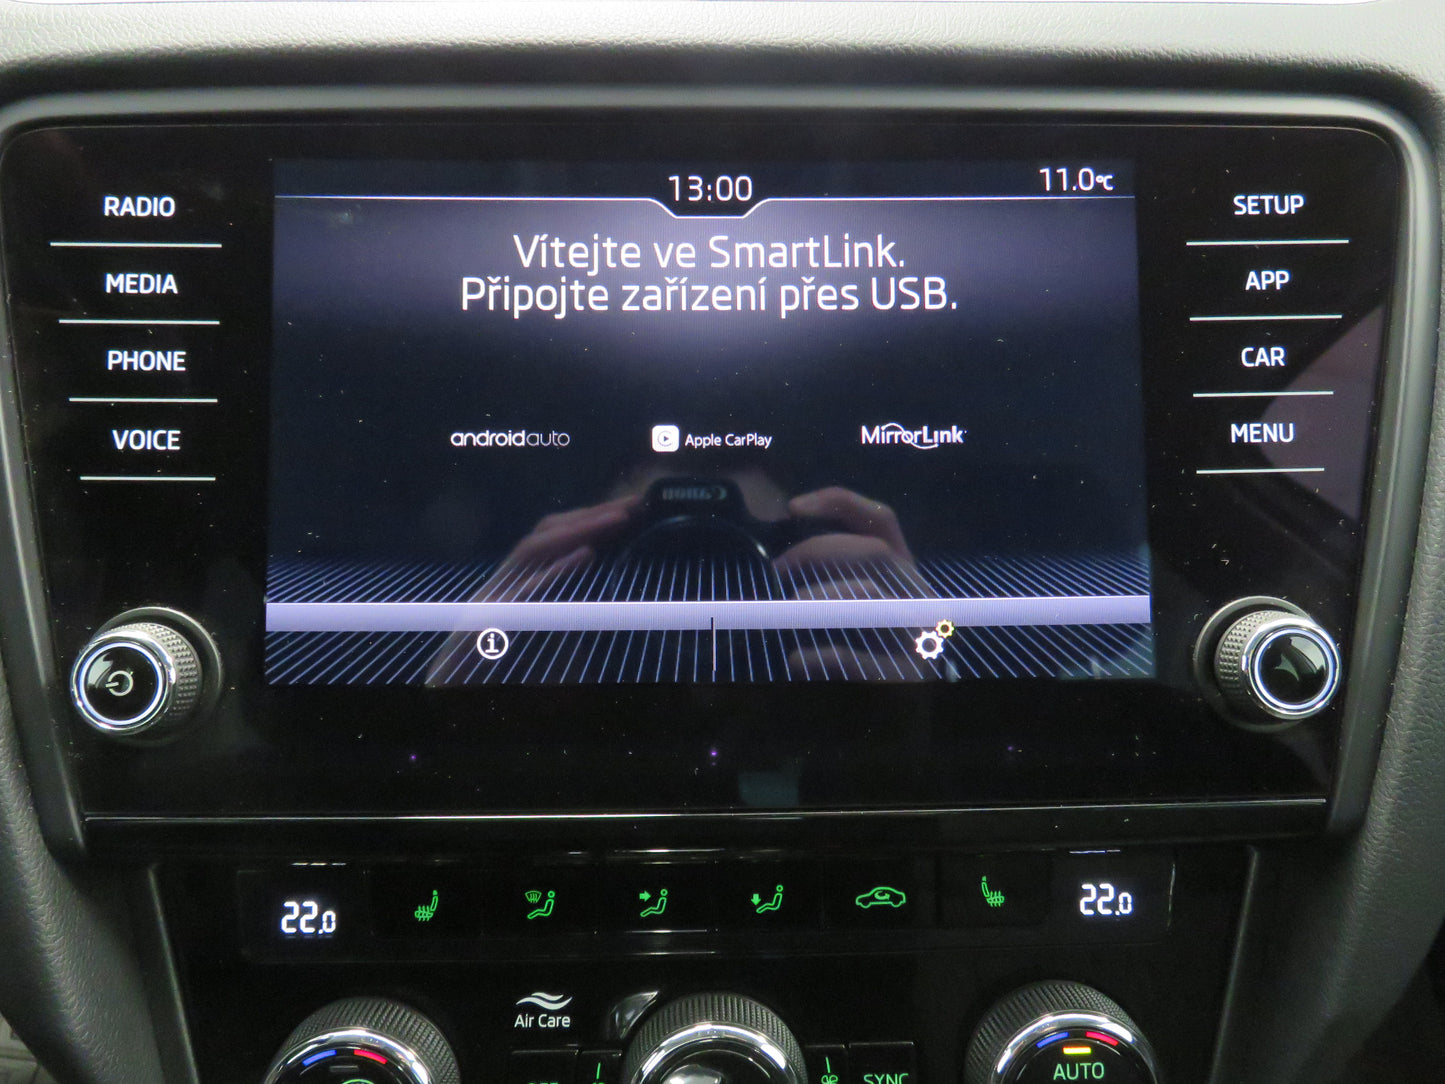 13:00
11.0°C
RADIO
MEDIA
PHONE
VOICE
Vítejte ve SmartLink.
Připojte zařízení přes USB.
androidauto
Apple CarPlay
MirrorLink
Canon
SETUP
APP
CAR
MENU
22.0
22.0
Air Care
SYNC
AUTO